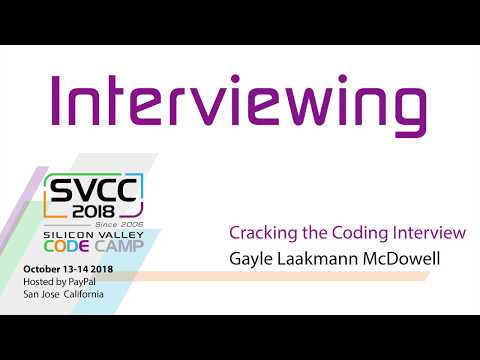 Interviewing
SVCC
2018
Since 2006
SILICON VALLEY
CODE CAMP
October 13-14 2018
Hosted by PayPal
San Jose California
Cracking the Coding Interview
Gayle Laakmann McDowell